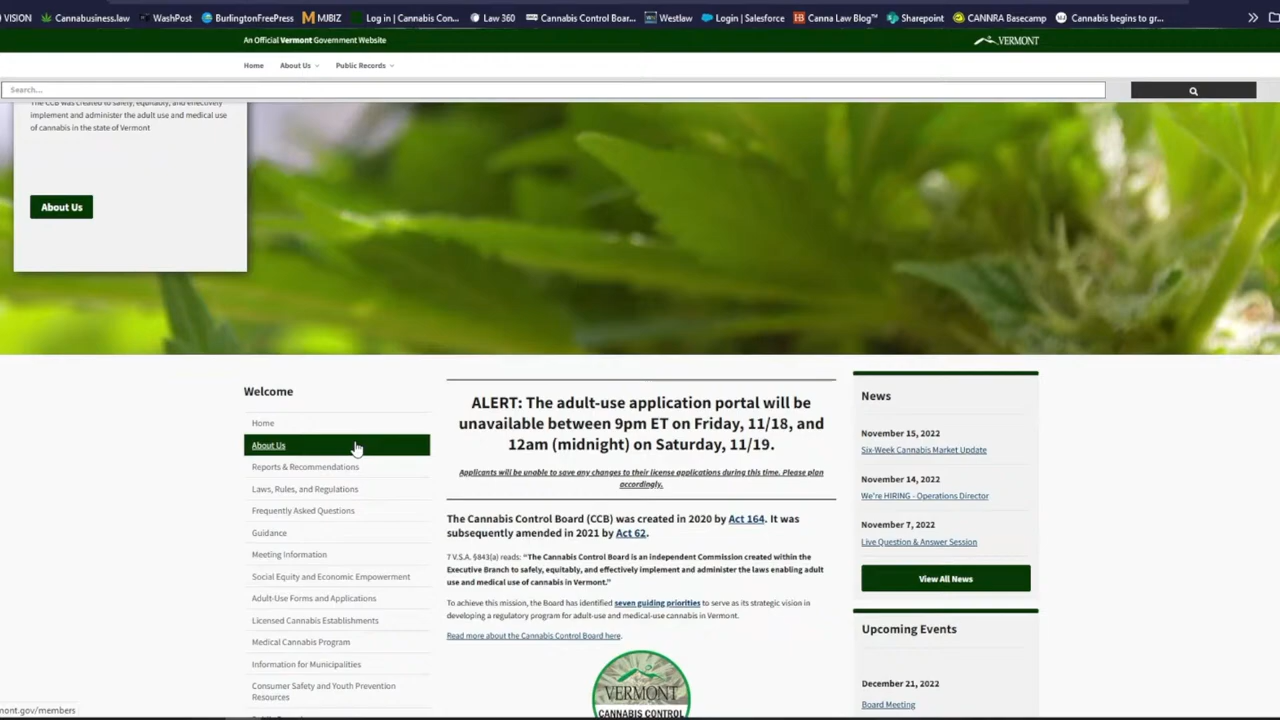 VISION Cannabusiness.law WashPost BurlingtonFreePress MJBIZ Log in | Cannabis Con... Law 360 Cannabis Control Boar... Westlaw Login | Salesforce Canna Law Blog™ Sharepoint CANNRA Basecamp Cannabis begins to gr...
An Official Vermont Government Website
VERMONT
Home About Us Public Records
Search...
The CCB was created to safely, equitably, and effectively
implement and administer the adult use and medical use
of cannabis in the state of Vermont
About Us
Welcome
Home
About Us
Reports & Recommendations
Laws, Rules, and Regulations
Frequently Asked Questions
Guidance
Meeting Information
Social Equity and Economic Empowerment
Adult-Use Forms and Applications
Licensed Cannabis Establishments
Medical Cannabis Program
Information for Municipalities
Consumer Safety and Youth Prevention
Resources
ALERT: The adult-use application portal will be
unavailable between 9pm ET on Friday, 11/18, and
12am (midnight) on Saturday, 11/19.
Applicants will be unable to save any changes to their license applications during this time. Please plan
accordingly.
The Cannabis Control Board (CCB) was created in 2020 by Act 164. It was
subsequently amended in 2021 by Act 62.
7 V.S.A. §843(a) reads: "The Cannabis Control Board is an independent Commission created within the
Executive Branch to safely, equitably, and effectively implement and administer the laws enabling adult
use and medical use of cannabis in Vermont."
To achieve this mission, the Board has identified seven guiding priorities to serve as its strategic vision in
developing a regulatory program for adult-use and medical-use cannabis in Vermont.
Read more about the Cannabis Control Board here.
VERMONT
CANNABIS CONTROL
News
November 15, 2022
Six-Week Cannabis Market Update
November 14, 2022
We're HIRING - Operations Director
November 7, 2022
Live Question & Answer Session
View All News
Upcoming Events
December 21, 2022
Board Meeting
mont.gov/members